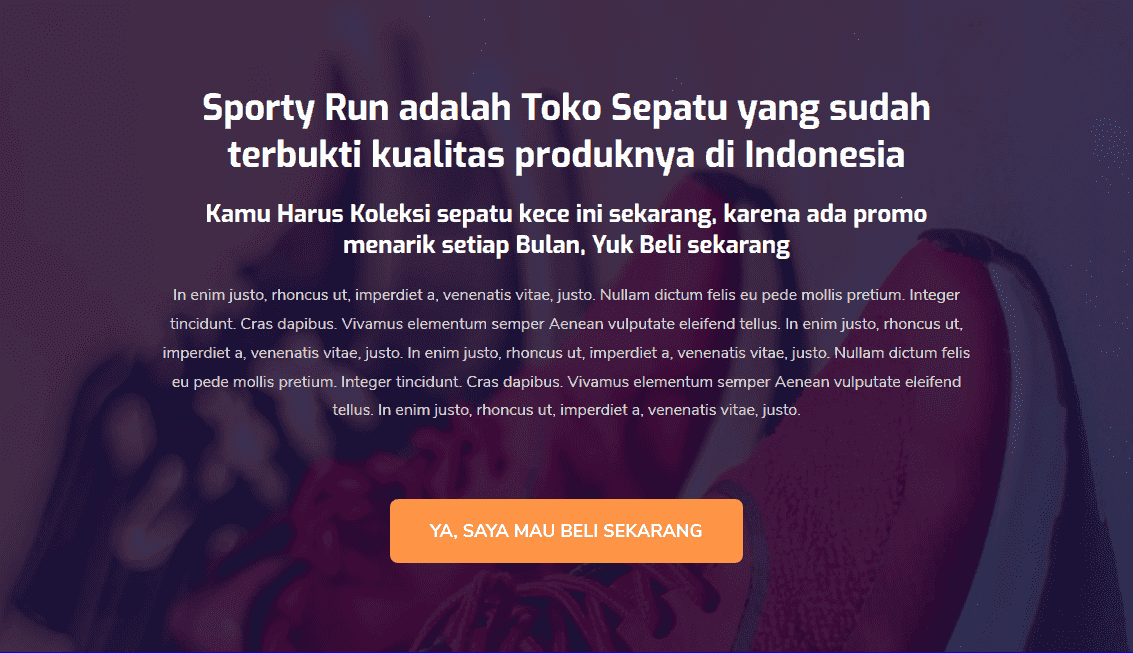 Sporty Run adalah Toko Sepatu yang sudah
terbukti kualitas produknya di Indonesia
Kamu Harus Koleksi sepatu kece ini sekarang, karena ada promo
menarik setiap Bulan, Yuk Beli sekarang
In enim justo, rhoncus ut, imperdiet a, venenatis vitae, justo. Nullam dictum felis eu pede mollis pretium. Integer
tincidunt. Cras dapibus. Vivamus elementum semper Aenean vulputate eleifend tellus. In enim justo, rhoncus ut,
imperdiet a, venenatis vitae, justo. In enim justo, rhoncus ut, imperdiet a, venenatis vitae, justo. Nullam dictum felis
eu pede mollis pretium. Integer tincidunt. Cras dapibus. Vivamus elementum semper Aenean vulputate eleifend
tellus. In enim justo, rhoncus ut, imperdiet a, venenatis vitae, justo.
YA, SAYA MAU BELI SEKARANG